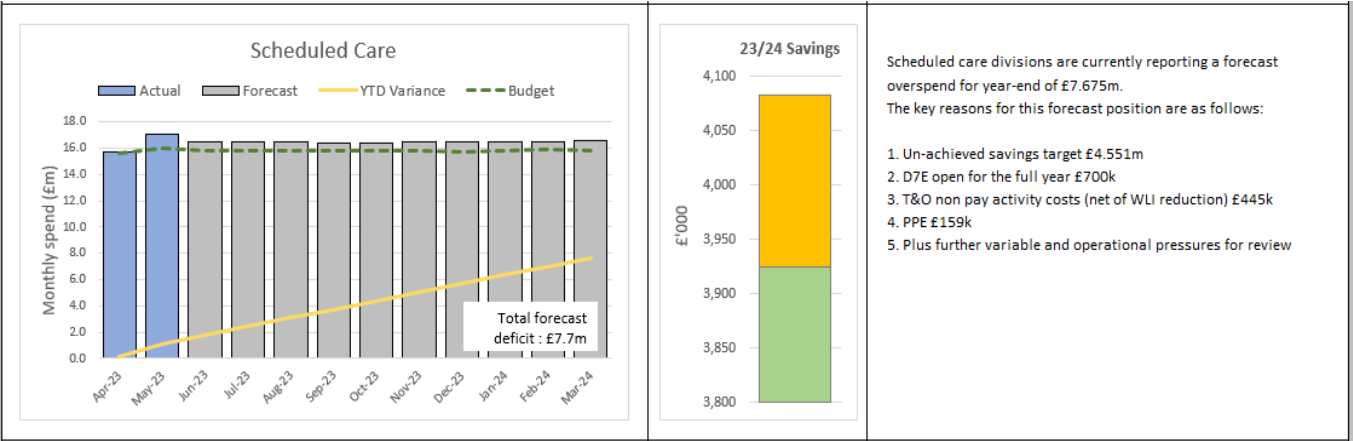 Scheduled Care
Actual
Forecast
YTD Variance
Budget
Monthly spend (£m)
18.0
16.0
14.0
12.0
10.0
8.0
6.0
4.0
2.0
0.0
Total forecast
deficit : £7.7m
Apr-23
May-23
Jun-23
Jul-23
Aug-23
Sep-23
Oct-23
Nov-23
Dec-23
Jan-24
Feb-24
Mar-24
23/24 Savings
£'000
4,100
4,050
4,000
3,950
3,900
3,850
3,800
Scheduled care divisions are currently reporting a forecast
overspend for year-end of £7.675m.
The key reasons for this forecast position are as follows:
1. Un-achieved savings target £4.551m
2. D7E open for the full year £700k
3. T&O non pay activity costs (net of WLI reduction) £445k
4. PPE £159k
5. Plus further variable and operational pressures for review